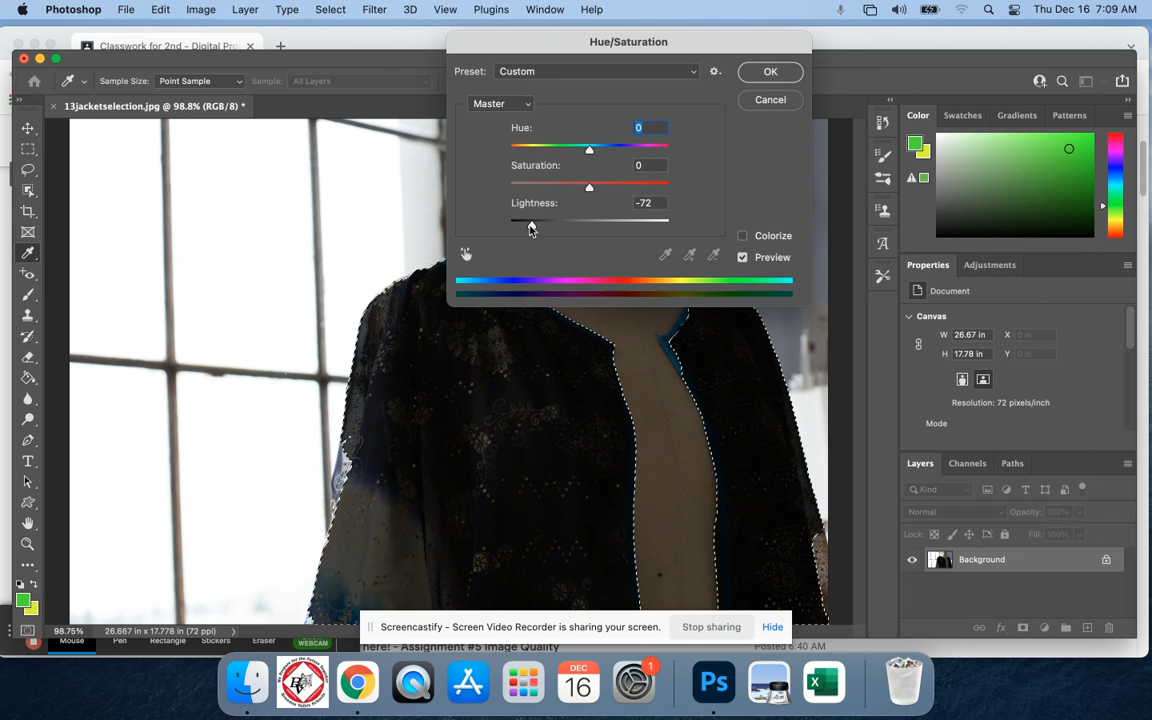 Photoshop File Edit Image Layer Type Select Filter 3D View Plugins Window Help Thu Dec 16 7:09 AM
Classwork for 2nd - Digital Pro
Hue/Saturation
Preset: Custom OK
Sample Size: Point Sample Sample: All Layers
Cancel
13jacketselection.jpg @ 98.8% (RGB/8) *
Master
Hue: 0
Saturation: 0
Lightness: -72
Colorize
Preview
Color Swatches Gradients Patterns
Properties Adjustments
Document
Canvas
W 26.67 in X 0 in
H 17.78 in Y 0 in
Resolution: 72 pixels/inch
Mode
Layers Channels Paths
Kind
Normal Opacity: 100%
Lock: Fill: 100%
Background
98.75% 26.667 in x 17.778 in (72 ppi)
Screencastify - Screen Video Recorder is sharing your screen. Stop sharing Hide
Mouse Pen Rectangle Stickers Eraser WEBCAM
here! - Assignment #5 Image Quality Posted 6:40 AM
DEC
16
1
Ps
X